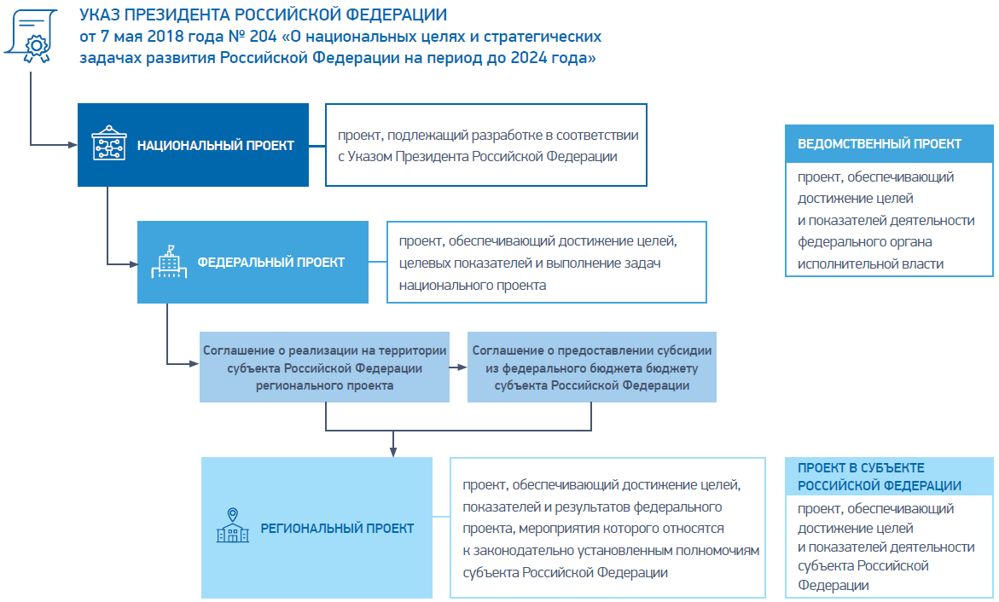 УКАЗ ПРЕЗИДЕНТА РОССИЙСКОЙ ФЕДЕРАЦИИ
от 7 мая 2018 года № 204 «О национальных целях и стратегических
задачах развития Российской Федерации на период до 2024 года»
НАЦИОНАЛЬНЫЙ ПРОЕКТ
проект, подлежащий разработке в соответствии
с Указом Президента Российской Федерации
ВЕДОМСТВЕННЫЙ ПРОЕКТ
проект, обеспечивающий
достижение целей
и показателей деятельности
федерального органа
исполнительной власти
ФЕДЕРАЛЬНЫЙ ПРОЕКТ
проект, обеспечивающий достижение целей,
целевых показателей и выполнение задач
национального проекта
Соглашение о реализации на территории
субъекта Российской Федерации
регионального проекта
Соглашение о предоставлении субсидии
из федерального бюджета бюджету
субъекта Российской Федерации
РЕГИОНАЛЬНЫЙ ПРОЕКТ
проект, обеспечивающий достижение целей,
показателей и результатов федерального
проекта, мероприятия которого относятся
к законодательно установленным полномочиям
субъекта Российской Федерации
ПРОЕКТ В СУБЪЕКТЕ
РОССИЙСКОЙ ФЕДЕРАЦИИ
проект, обеспечивающий
достижение целей
и показателей деятельности
субъекта Российской
Федерации